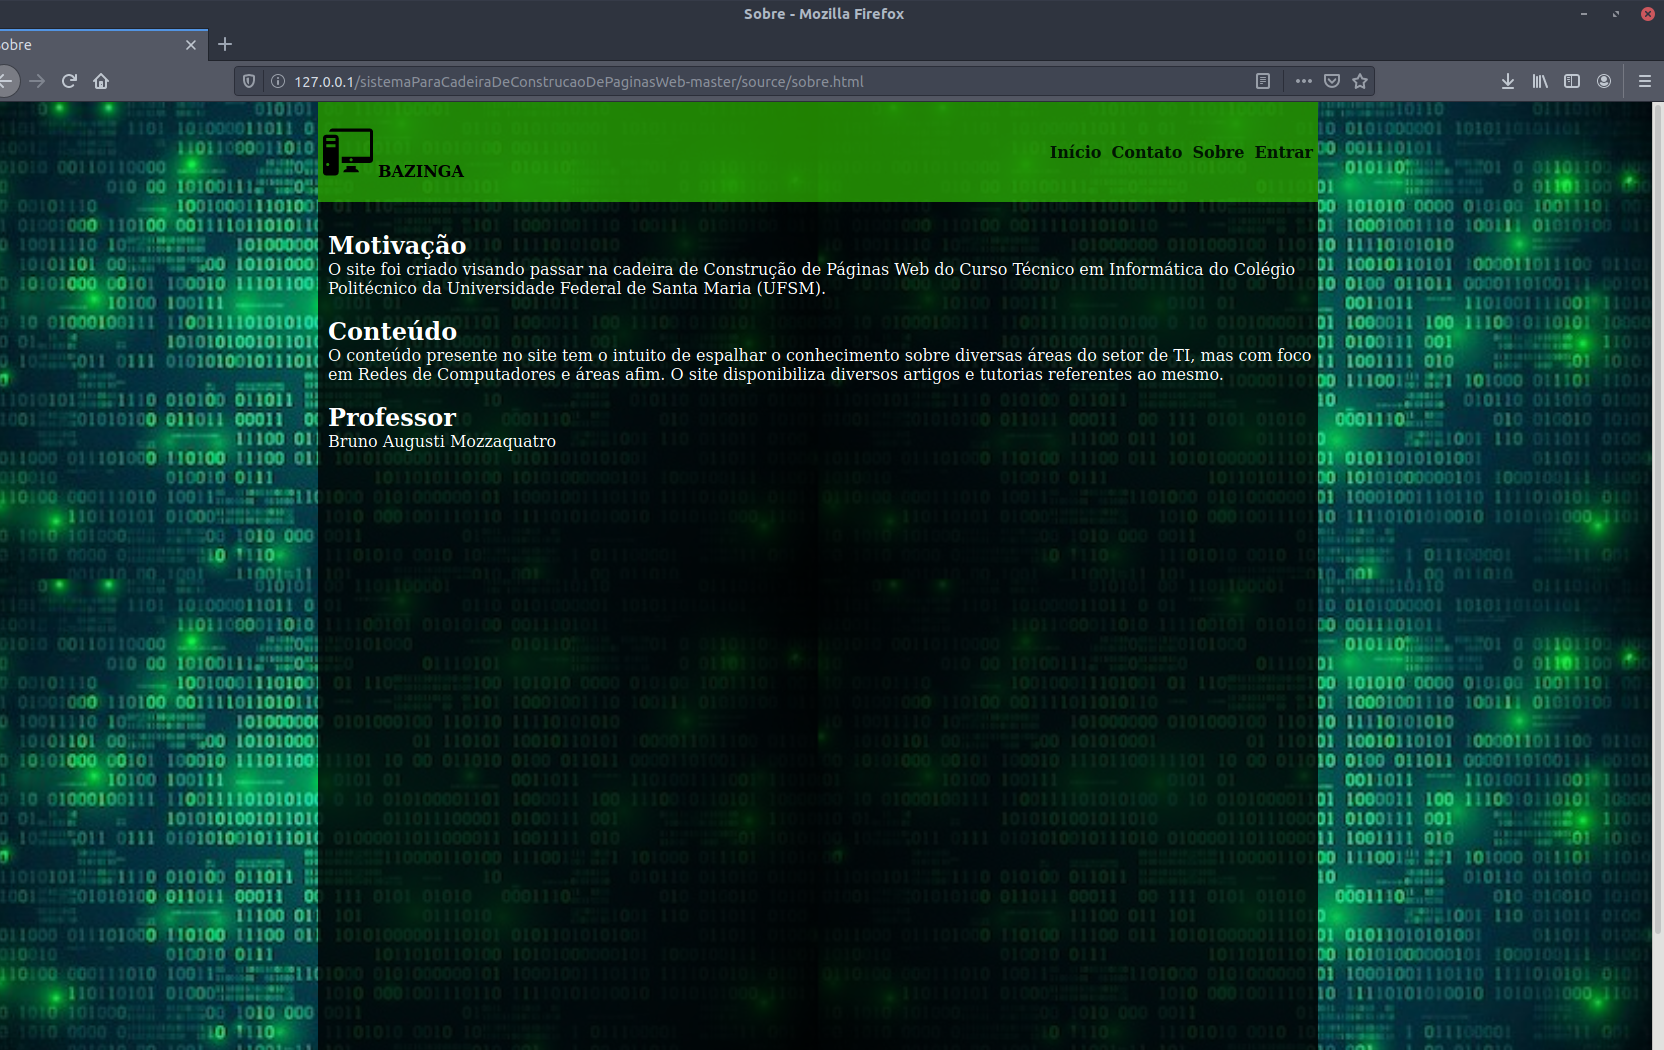 Sobre - Mozilla Firefox
obre
127.0.0.1/sistemaParaCadeiraDeConstrucaoDePaginasWeb-master/source/sobre.html
BAZINGA
Início Contato Sobre Entrar
Motivação
O site foi criado visando passar na cadeira de Construção de Páginas Web do Curso Técnico em Informática do Colégio
Politécnico da Universidade Federal de Santa Maria (UFSM).
Conteúdo
O conteúdo presente no site tem o intuito de espalhar o conhecimento sobre diversas áreas do setor de TI, mas com foco
em Redes de Computadores e áreas afim. O site disponibiliza diversos artigos e tutorias referentes ao mesmo.
Professor
Bruno Augusti Mozzaquatro